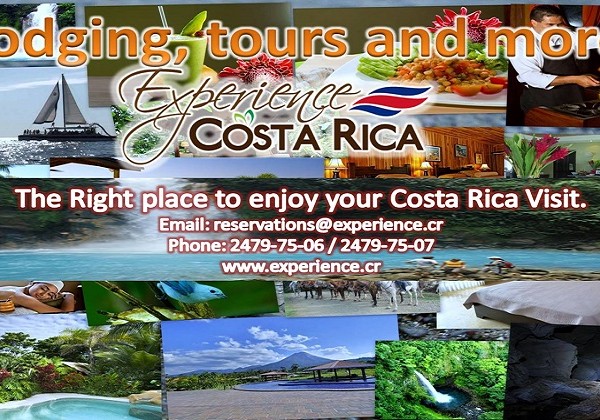 odging, tours and mor
Experience
COSTA RICA
The Right place to enjoy your Costa Rica Visit.
Email: reservations@experience.cr
Phone: 2479-75-06 / 2479-75-07
www.experience.cr